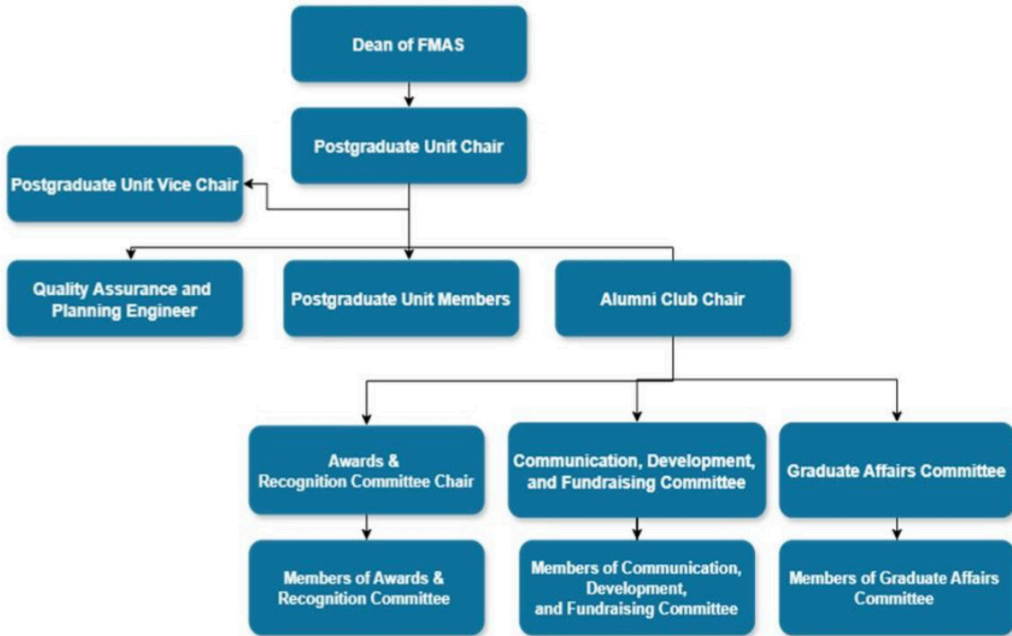 Dean of FMAS
Postgraduate Unit Chair
Postgraduate Unit Vice Chair
Quality Assurance and
Planning Engineer
Postgraduate Unit Members
Alumni Club Chair
Awards &
Recognition Committee Chair
Communication, Development,
and Fundraising Committee
Graduate Affairs Committee
Members of Awards &
Recognition Committee
Members of Communication,
Development,
and Fundraising Committee
Members of Graduate Affairs
Committee